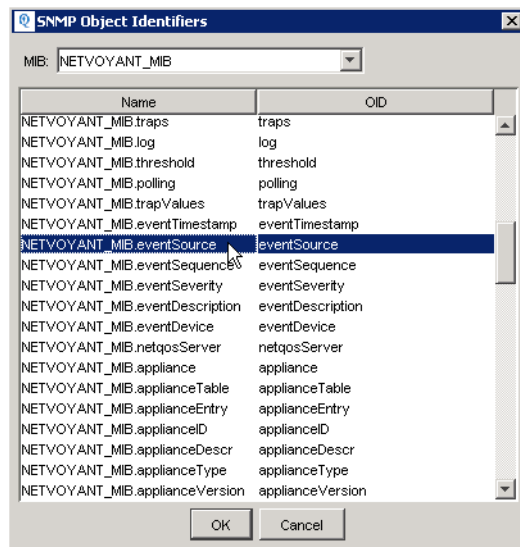 SNMP Object Identifiers
MIB: NETVOYANT_MIB
Name OID
NETVOYANT_MIB.traps traps
NETVOYANT_MIB.log log
NETVOYANT_MIB.threshold threshold
NETVOYANT_MIB.polling polling
NETVOYANT_MIB.trapValues trapValues
NETVOYANT_MIB.eventTimestamp eventTimestamp
NETVOYANT_MIB.eventSource eventSource
NETVOYANT_MIB.eventSequence eventSequence
NETVOYANT_MIB.eventSeverity eventSeverity
NETVOYANT_MIB.eventDescription eventDescription
NETVOYANT_MIB.eventDevice eventDevice
NETVOYANT_MIB.netqosServer netqosServer
NETVOYANT_MIB.appliance appliance
NETVOYANT_MIB.applianceTable applianceTable
NETVOYANT_MIB.applianceEntry applianceEntry
NETVOYANT_MIB.applianceID applianceID
NETVOYANT_MIB.applianceDescr applianceDescr
NETVOYANT_MIB.applianceType applianceType
NETVOYANT_MIB.applianceVersion applianceVersion
OK Cancel